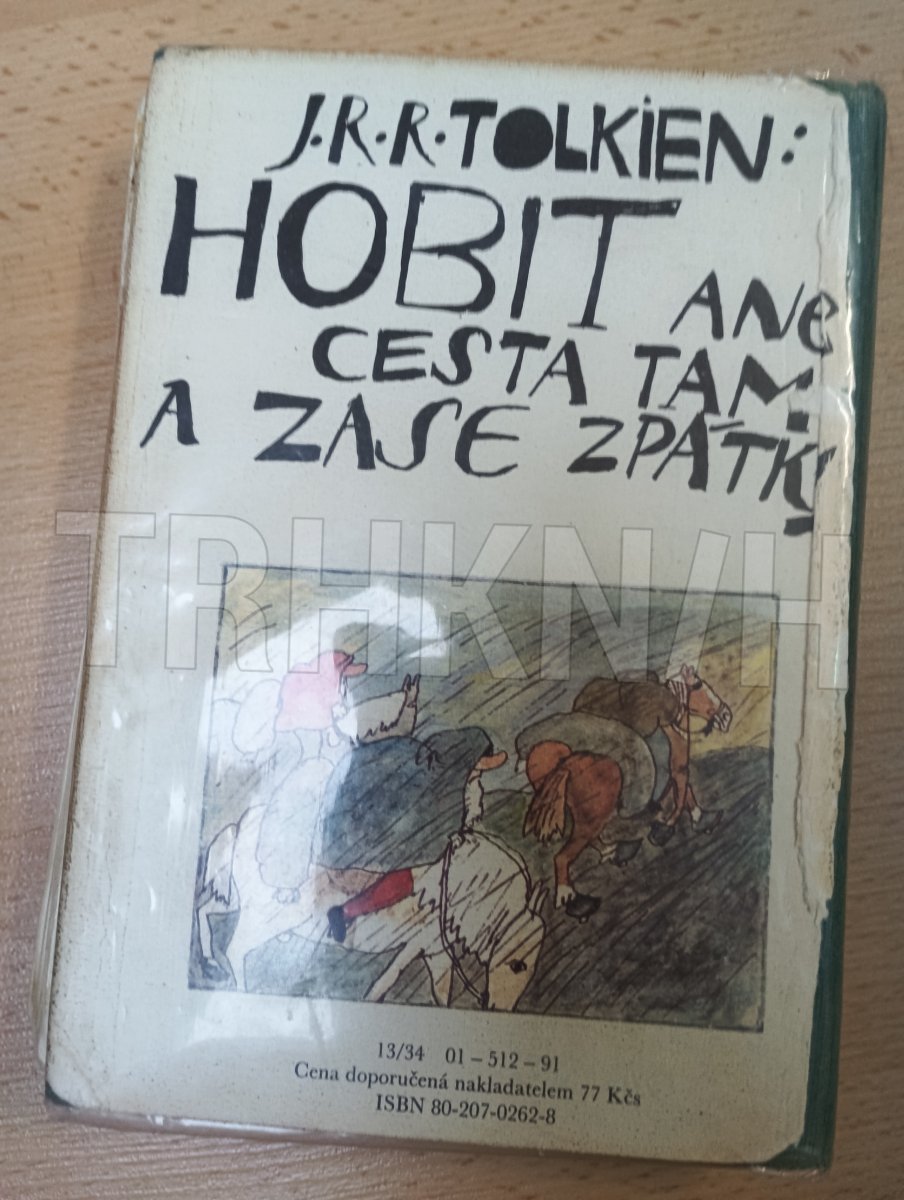 J.R.R. TOLKIEN:
HOBIT ANE
CESTA TAM
A ZASE ZPÁTKY
TRHKNIH
13/34 01 – 512 – 91
Cena doporučená nakladatelem 77 Kčs
ISBN 80-207-0262-8